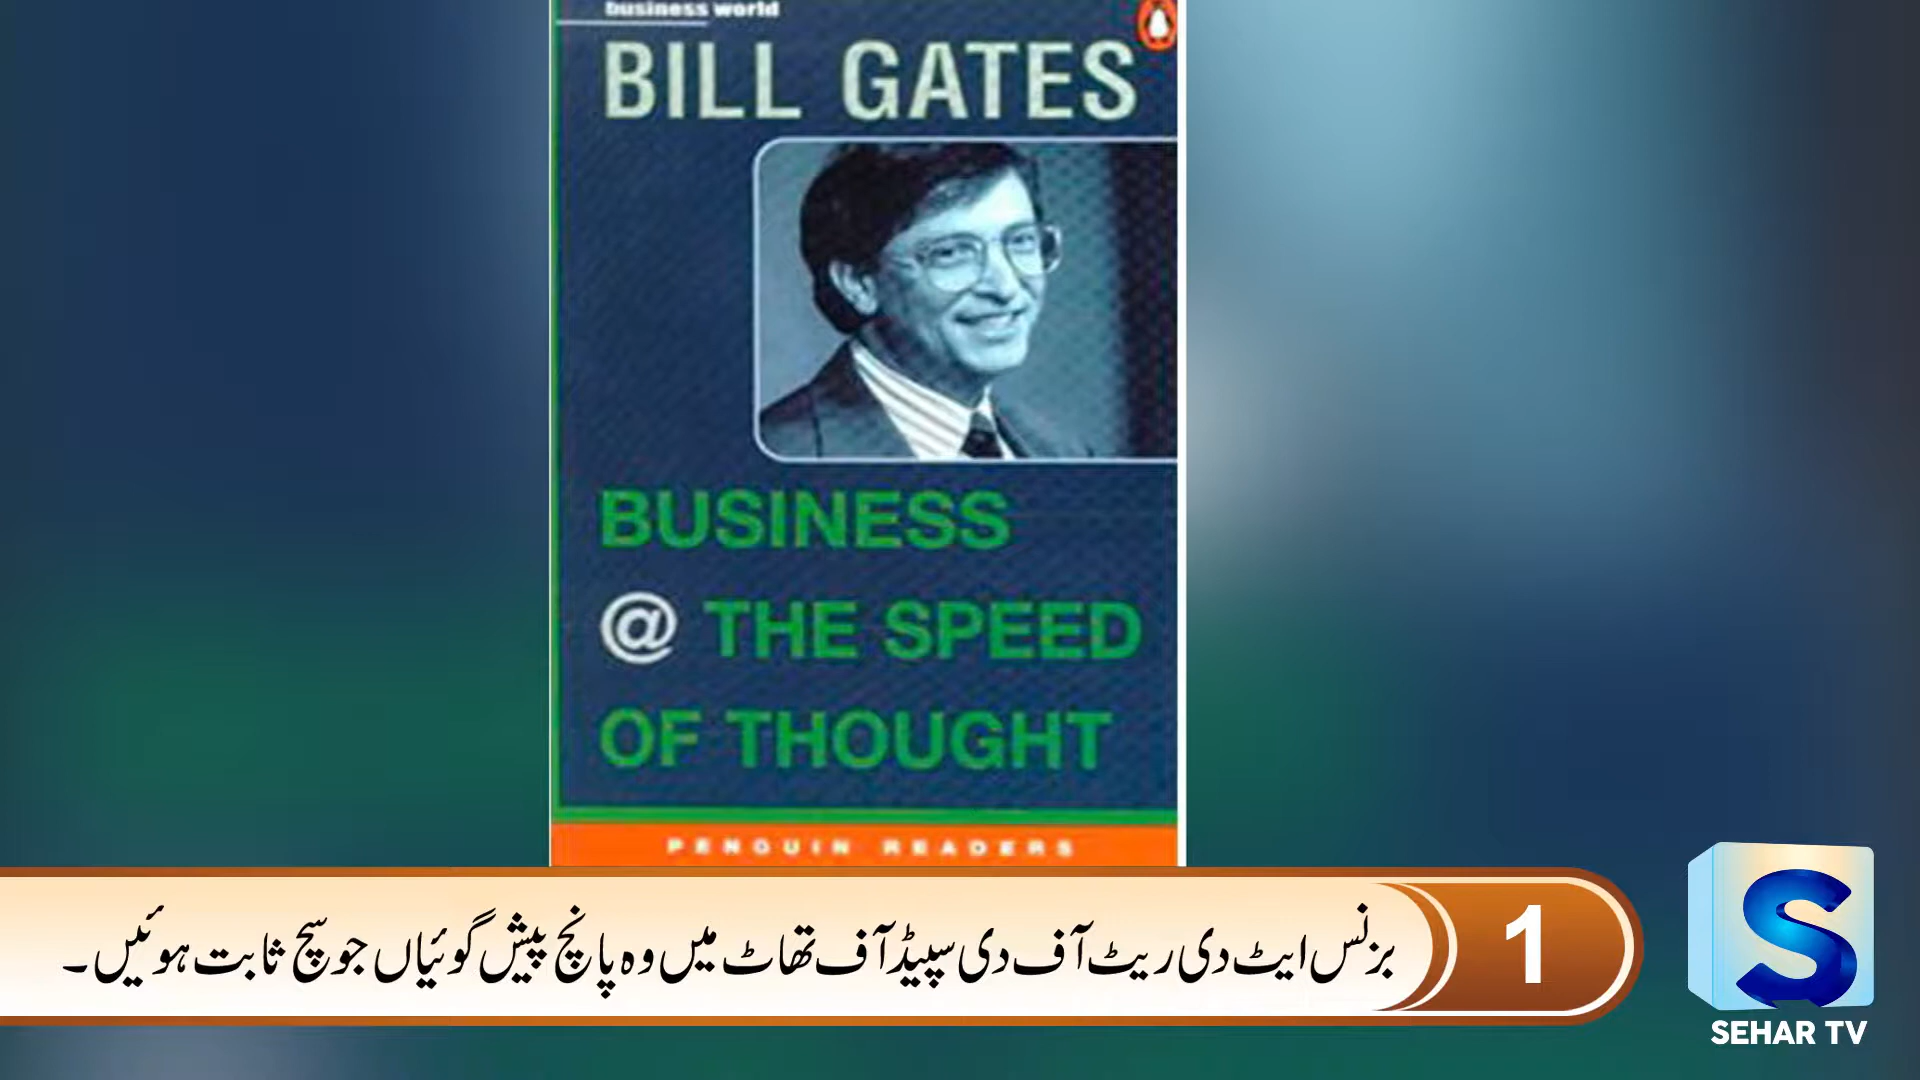 business world
BILL GATES
BUSINESS
@ THE SPEED
OF THOUGHT
PENGUIN READERS
بزنس ایٹ دی ریٹ آف دی سپیڈ آف تھاٹ میں وہ پانچ پیش گوئیاں جو سچ ثابت ہوئیں۔
1
S
SEHAR TV